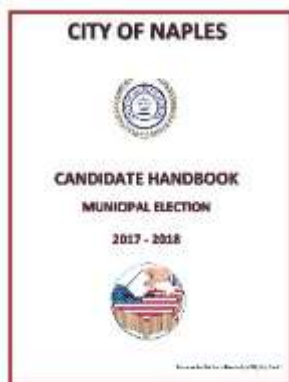 CITY OF NAPLES
CANDIDATE HANDBOOK
MUNICIPAL ELECTION
2017 - 2018